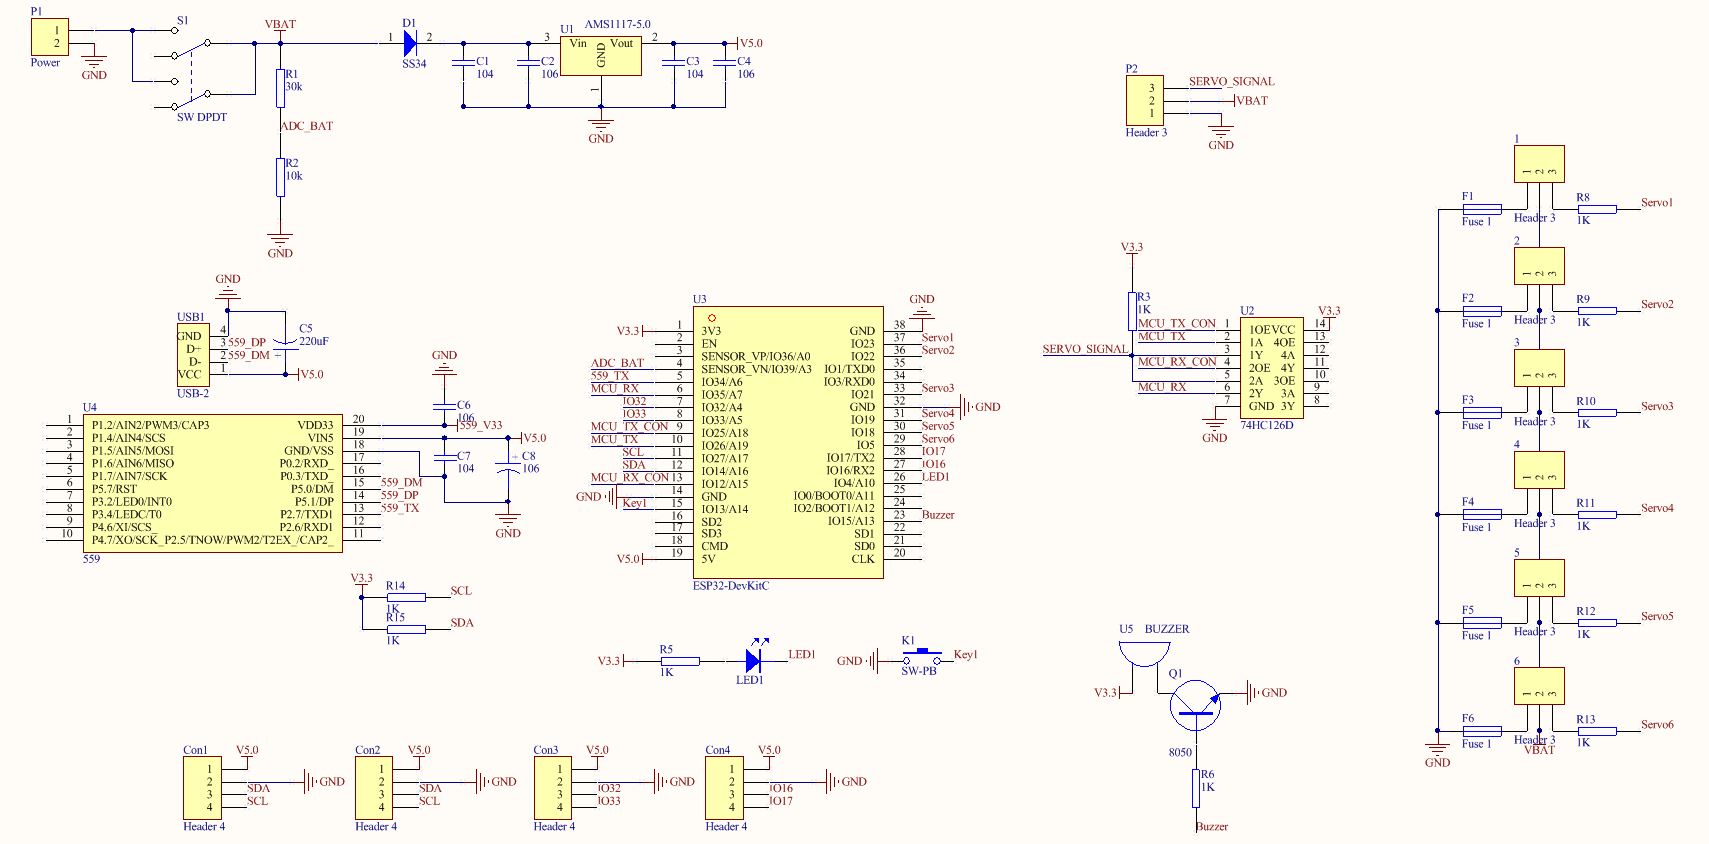 P1
1
2
Power
GND
S1
SW DPDT
VBAT
R1
30k
ADC_BAT
R2
10k
GND
D1
1
2
SS34
C1
104
C2
106
U1
AMS1117-5.0
3
Vin
Vout
GND
2
1
C3
104
C4
106
V5.0
GND
P2
3
2
1
SERVO_SIGNAL
VBAT
GND
Header 3
GND
USB1
GND
D+
D-
VCC
4
3
2
1
559_DP
559_DM
USB-2
C5
220uF
+
V5.0
U4
1 P1.2/AIN2/PWM3/CAP3
2 P1.4/AIN4/SCS
3 P1.5/AIN5/MOSI
4 P1.6/AIN6/MISO
5 P1.7/AIN7/SCK
6 P5.7/RST
7 P3.2/LED0/INT0
8 P3.4/LEDC/T0
9 P4.6/XI/SCS
10 P4.7/XO/SCK_P2.5/TNOW/PWM2/T2EX_/CAP2_
VDD33 20
VIN5 19
GND/VSS 18
P0.2/RXD_ 17
P0.3/TXD_ 16
P5.0/DM 15 559_DM
P5.1/DP 14 559_DP
P2.7/TXD1 13 559_TX
P2.6/RXD1 12
11
559
GND
C6
106
559_V33
V5.0
C7
104
+ C8
106
GND
V3.3
R14
1K
SCL
R15
1K
SDA
U3
V3.3 1 3V3
2 EN
3 SENSOR_VP/IO36/A0
ADC_BAT 4 SENSOR_VN/IO39/A3
559_TX 5 IO34/A6
MCU_RX 6 IO35/A7
IO32 7 IO32/A4
IO33 8 IO33/A5
MCU_TX_CON 9 IO25/A18
MCU_TX 10 IO26/A19
SCL 11 IO27/A17
SDA 12 IO14/A16
MCU_RX_CON 13 IO12/A15
GND 14 GND
Key1 15 IO13/A14
16 SD2
17 SD3
18 CMD
V5.0 19 5V
GND
GND 38
IO23 37 Servo1
IO22 36 Servo2
IO1/TXD0 35
IO3/RXD0 34
IO21 33 Servo3
GND 32 GND
IO19 31 Servo4
IO18 30 Servo5
IO5 29 Servo6
IO17/TX2 28 IO17
IO16/RX2 27 IO16
IO4/A10 26 LED1
IO0/BOOT0/A11 25
IO2/BOOT1/A12 24
IO15/A13 23 Buzzer
SD1 22
SD0 21
CLK 20
ESP32-DevKitC
V3.3
R3
1K
SERVO_SIGNAL
U2
V3.3
MCU_TX_CON 1 1OE VCC 14
MCU_TX 2 1A 4OE 13
3 1Y 4A 12
MCU_RX_CON 4 2OE 4Y 11
5 2A 3OE 10
MCU_RX 6 2Y 3A 9
7 GND 3Y 8
GND
74HC126D
V3.3
R5
1K
LED1
LED1
K1
GND
SW-PB
Key1
U5 BUZZER
V3.3
Q1
GND
8050
R6
1K
Buzzer
1
1 2 3
F1
Fuse 1
Header 3
R8
1K
Servo1
2
1 2 3
F2
Fuse 1
Header 3
R9
1K
Servo2
3
1 2 3
F3
Fuse 1
Header 3
R10
1K
Servo3
4
1 2 3
F4
Fuse 1
Header 3
R11
1K
Servo4
5
1 2 3
F5
Fuse 1
Header 3
R12
1K
Servo5
6
1 2 3
F6
Fuse 1
Header 3
VBAT
R13
1K
Servo6
GND
Con1
V5.0
1
2
3
4
GND
SDA
SCL
Header 4
Con2
V5.0
1
2
3
4
GND
SDA
SCL
Header 4
Con3
V5.0
1
2
3
4
GND
IO32
IO33
Header 4
Con4
V5.0
1
2
3
4
GND
IO16
IO17
Header 4